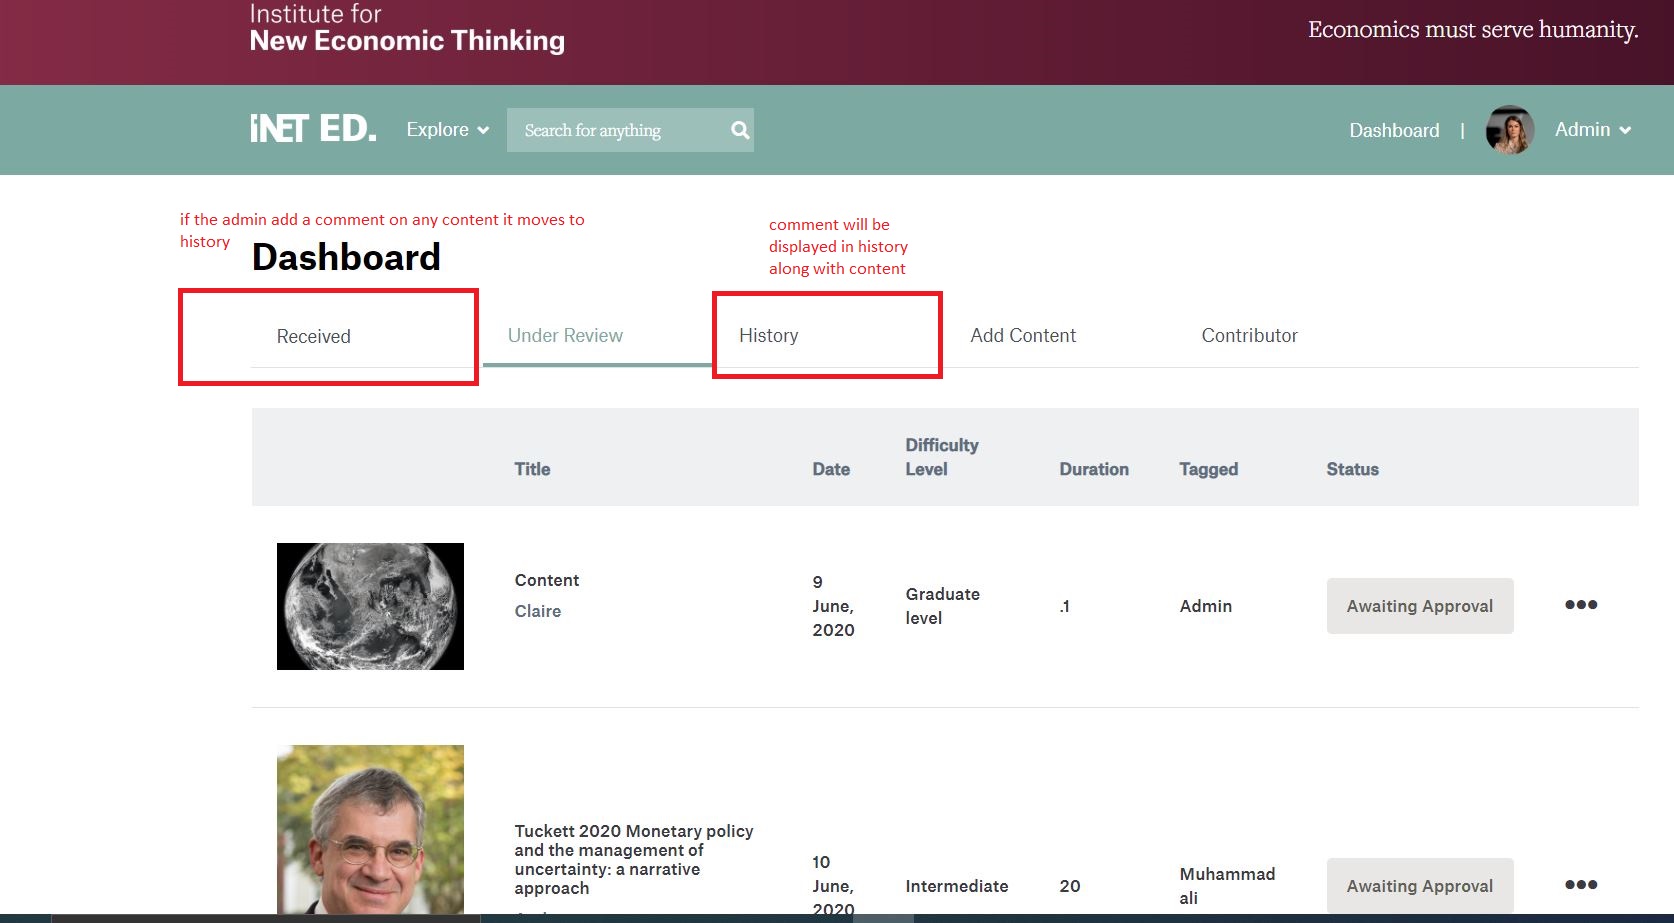 Institute for
New Economic Thinking
Economics must serve humanity.
iNET ED.
Explore
Search for anything
Dashboard
|
Admin
if the admin add a comment on any content it moves to
history
comment will be
displayed in history
along with content
Dashboard
Received
Under Review
History
Add Content
Contributor
Title
Date
Difficulty
Level
Duration
Tagged
Status
Content
Claire
9
June,
2020
Graduate
level
.1
Admin
Awaiting Approval
Tuckett 2020 Monetary policy
and the management of
uncertainty: a narrative
approach
10
June,
2020
Intermediate
20
Muhammad
ali
Awaiting Approval